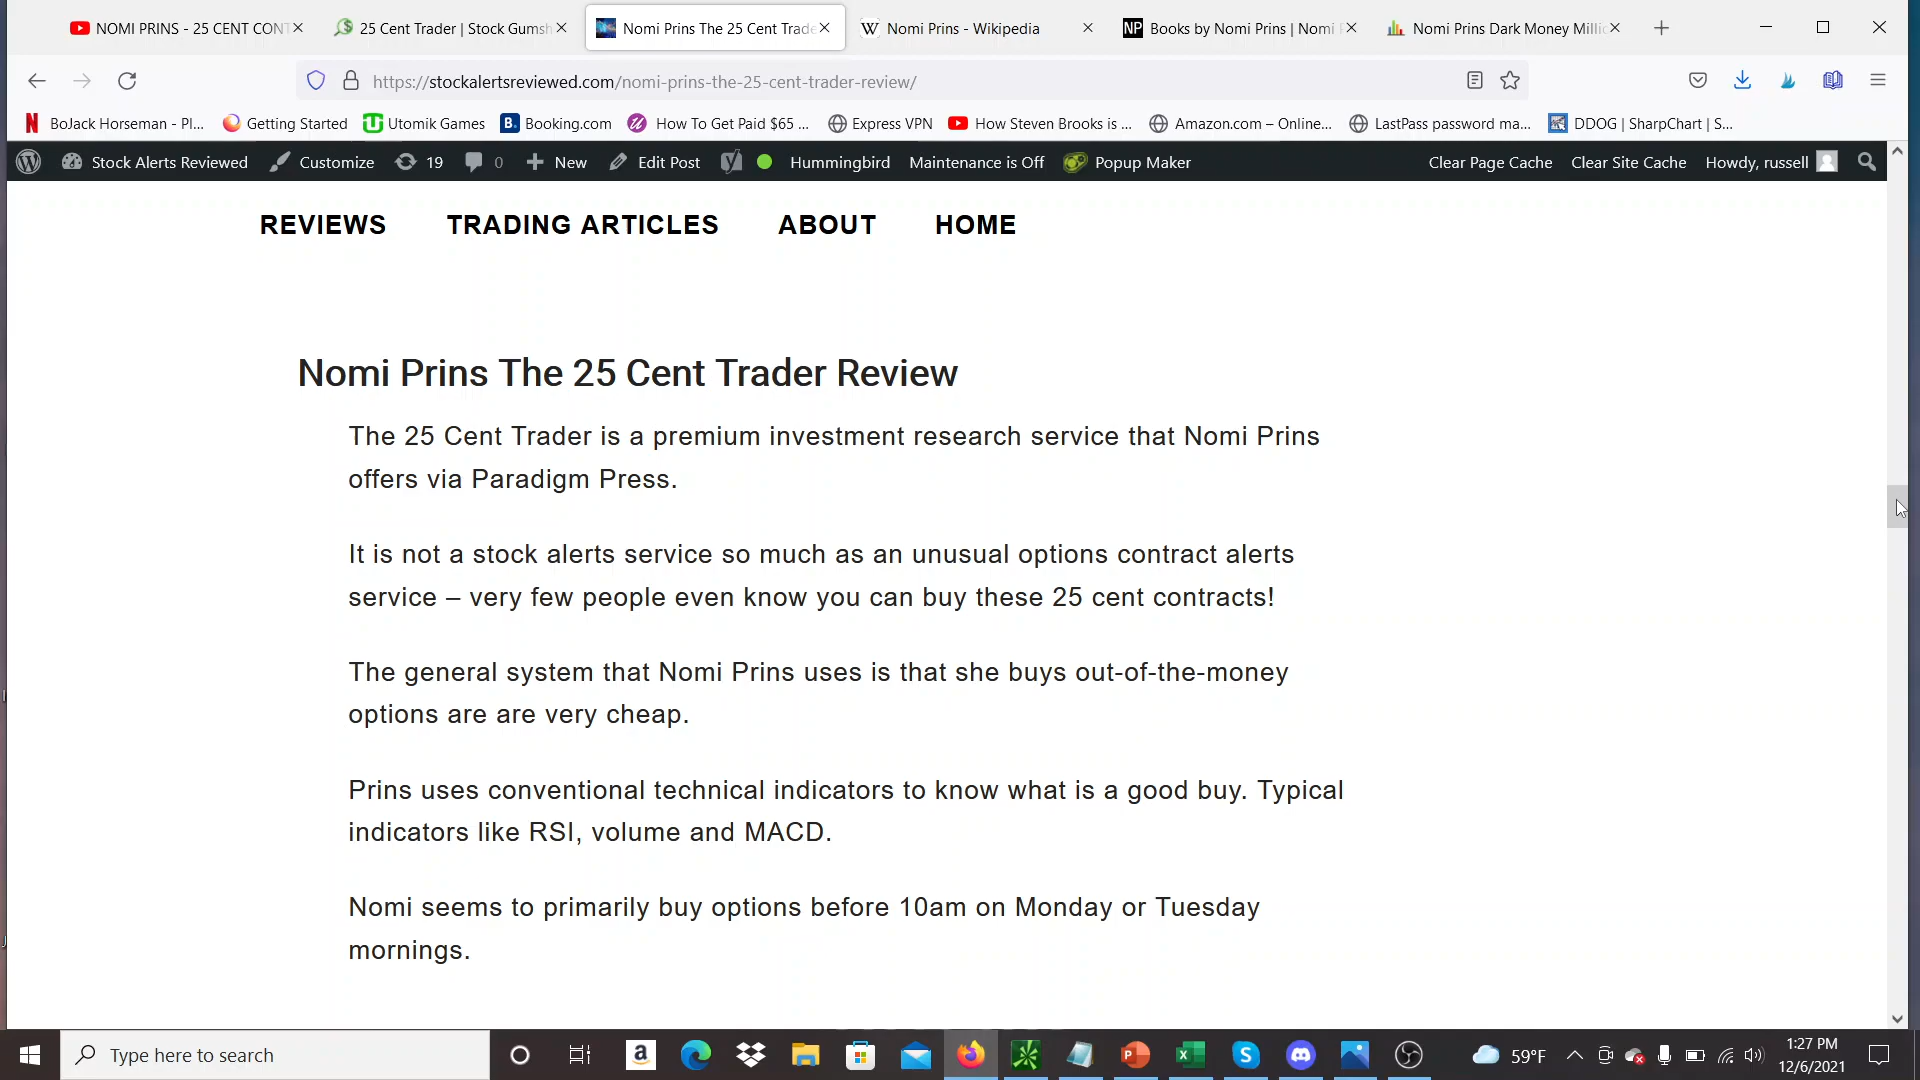 NOMI PRINS - 25 CENT CONT
25 Cent Trader | Stock Gumsh
Nomi Prins The 25 Cent Trade
Nomi Prins - Wikipedia
Books by Nomi Prins | Nomi P
Nomi Prins Dark Money Millic
https://stockalertsreviewed.com/nomi-prins-the-25-cent-trader-review/
BoJack Horseman - Pl...
Getting Started
Utomik Games
Booking.com
How To Get Paid $65 ...
Express VPN
How Steven Brooks is ...
Amazon.com – Online...
LastPass password ma...
DDOG | SharpChart | S...
Stock Alerts Reviewed
Customize
19
0
New
Edit Post
Hummingbird
Maintenance is Off
Popup Maker
Clear Page Cache
Clear Site Cache
Howdy, russell
REVIEWS
TRADING ARTICLES
ABOUT
HOME
Nomi Prins The 25 Cent Trader Review
The 25 Cent Trader is a premium investment research service that Nomi Prins
offers via Paradigm Press.
It is not a stock alerts service so much as an unusual options contract alerts
service – very few people even know you can buy these 25 cent contracts!
The general system that Nomi Prins uses is that she buys out-of-the-money
options are are very cheap.
Prins uses conventional technical indicators to know what is a good buy. Typical
indicators like RSI, volume and MACD.
Nomi seems to primarily buy options before 10am on Monday or Tuesday
mornings.
Type here to search
59°F
1:27 PM
12/6/2021